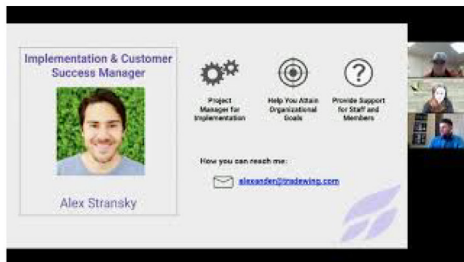 Implementation & Customer
Success Manager
Alex Stransky
Project
Manager for
Implementation
Help You Attain
Organizational
Goals
Provide Support
for Staff and
Members
How you can reach me:
alexander@tradewing.com